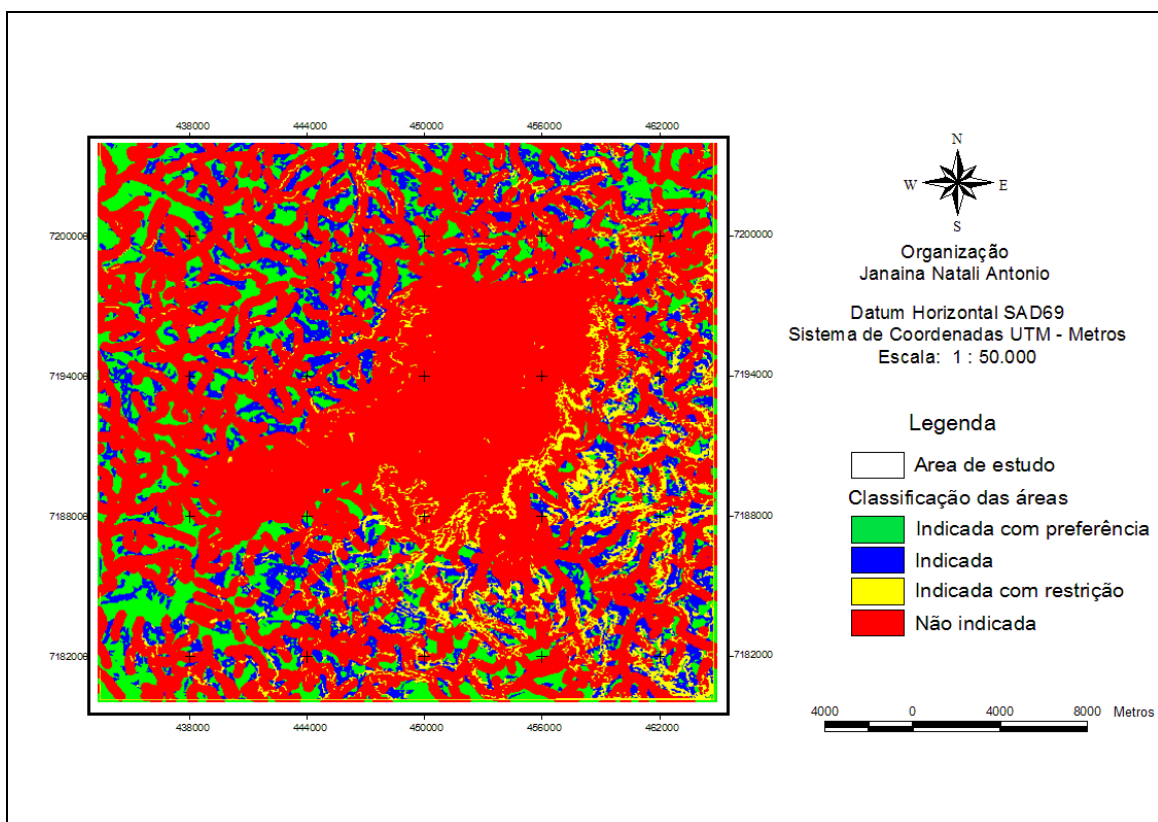 438000 444000 450000 456000 462000
7200000 7200000
7194000 7194000
7188000 7188000
7182000 7182000
438000 444000 450000 456000 462000
N
W E
S
Organização
Janaina Natali Antonio
Datum Horizontal SAD69
Sistema de Coordenadas UTM - Metros
Escala: 1 : 50.000
Legenda
Area de estudo
Classificação das áreas
Indicada com preferência
Indicada
Indicada com restrição
Não indicada
4000 0 4000 8000 Metros